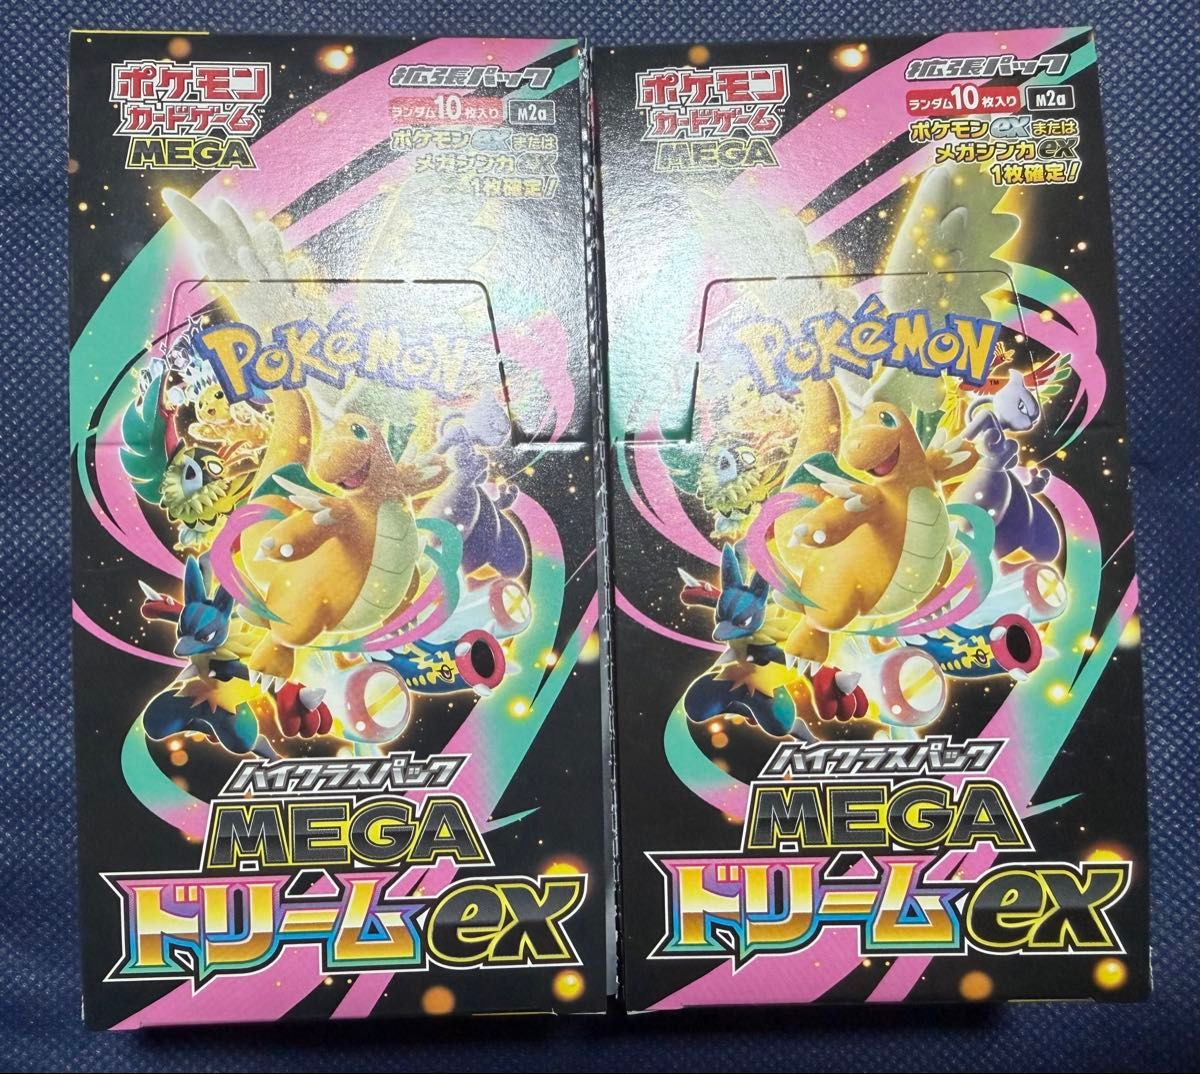 ポケモン
カードゲーム
MEGA
拡張パック
ランダム10枚入り M2a
ポケモンexまたは
メガシンカex
1枚確定!
POKéMON
ハイクラスパック
MEGA
ドリームex
ポケモン
カードゲーム
MEGA
拡張パック
ランダム10枚入り M2a
ポケモンexまたは
メガシンカex
1枚確定!
POKéMON
TM
ハイクラスパック
MEGA
ドリームex